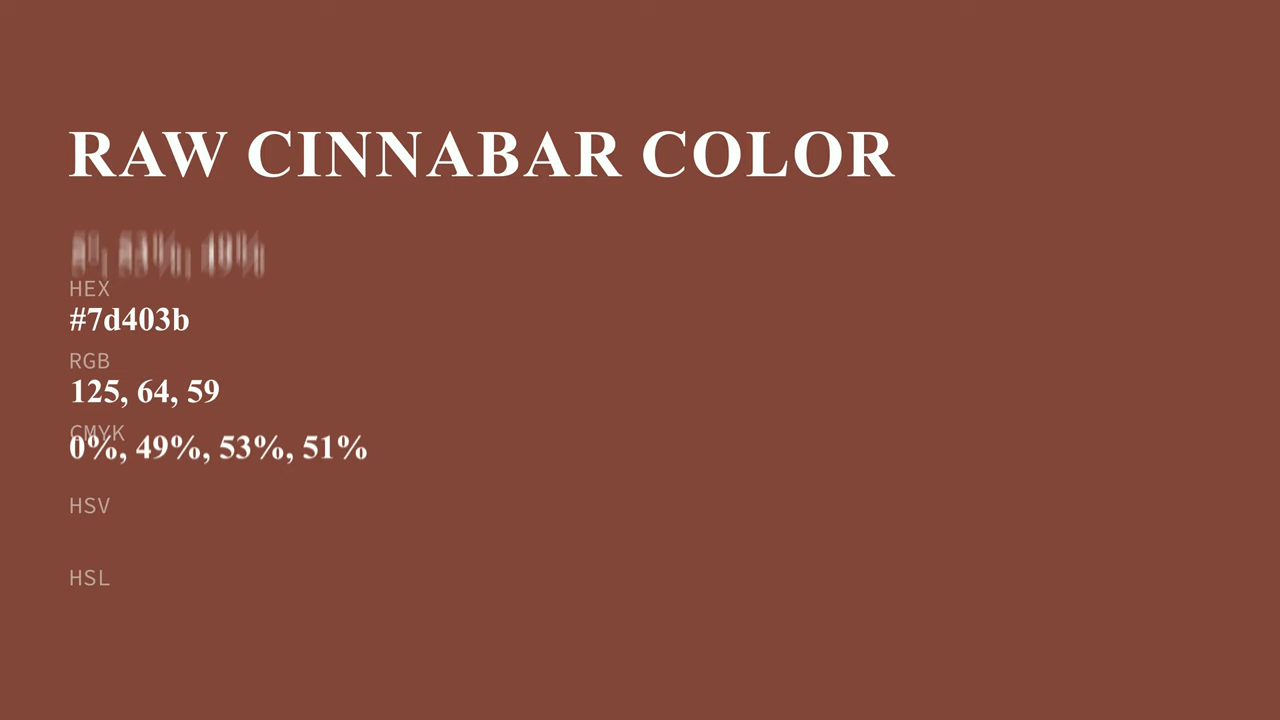 RAW CINNABAR COLOR
HEX
#7d403b
RGB
125, 64, 59
CMYK
0%, 49%, 53%, 51%
HSV
HSL